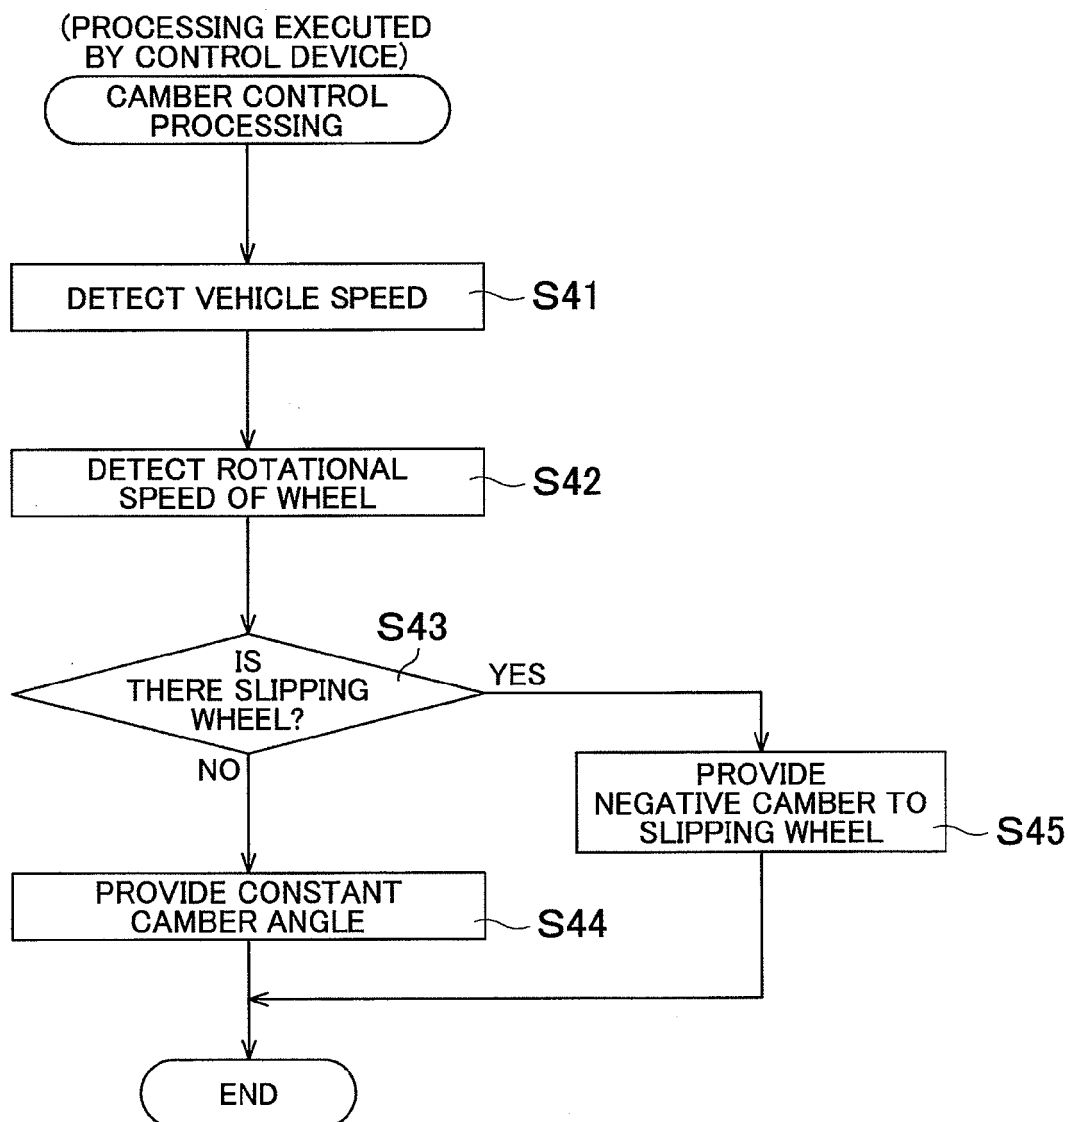 (PROCESSING EXECUTED
BY CONTROL DEVICE)
CAMBER CONTROL
PROCESSING
DETECT VEHICLE SPEED
S41
DETECT ROTATIONAL
SPEED OF WHEEL
S42
S43
IS
THERE SLIPPING
WHEEL?
YES
NO
PROVIDE
NEGATIVE CAMBER TO
SLIPPING WHEEL
S45
PROVIDE CONSTANT
CAMBER ANGLE
S44
END